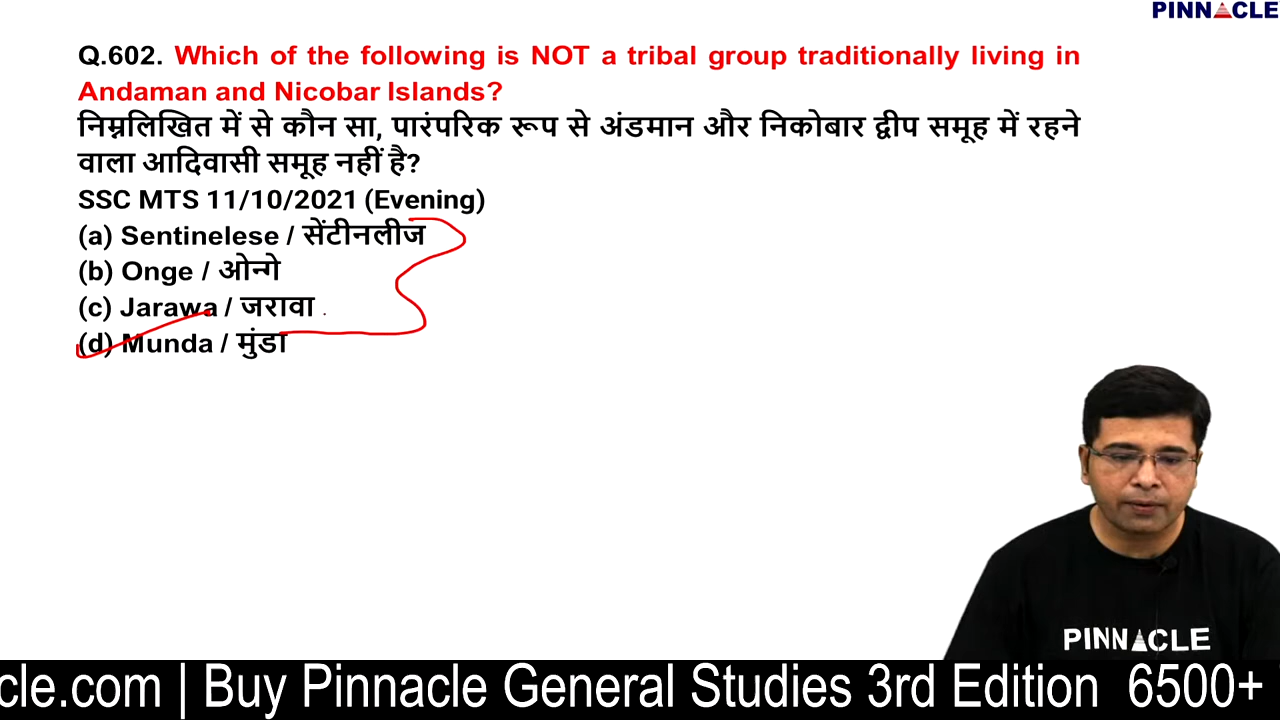 PINNACLE
Q.602. Which of the following is NOT a tribal group traditionally living in
Andaman and Nicobar Islands?
निम्नलिखित में से कौन सा, पारंपरिक रूप से अंडमान और निकोबार द्वीप समूह में रहने
वाला आदिवासी समूह नहीं है?
SSC MTS 11/10/2021 (Evening)
(a) Sentinelese / सेंटीनलीज
(b) Onge / ओन्गे
(c) Jarawa / जरावा
(d) Munda / मुंडा
PINNACLE
cle.com | Buy Pinnacle General Studies 3rd Edition 6500+